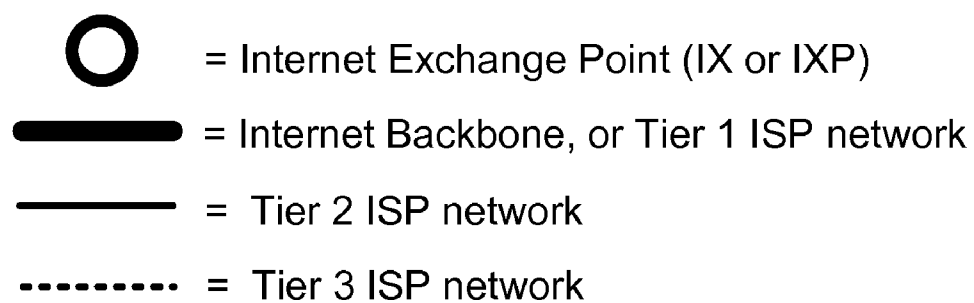 = Internet Exchange Point (IX or IXP)
= Internet Backbone, or Tier 1 ISP network
= Tier 2 ISP network
= Tier 3 ISP network